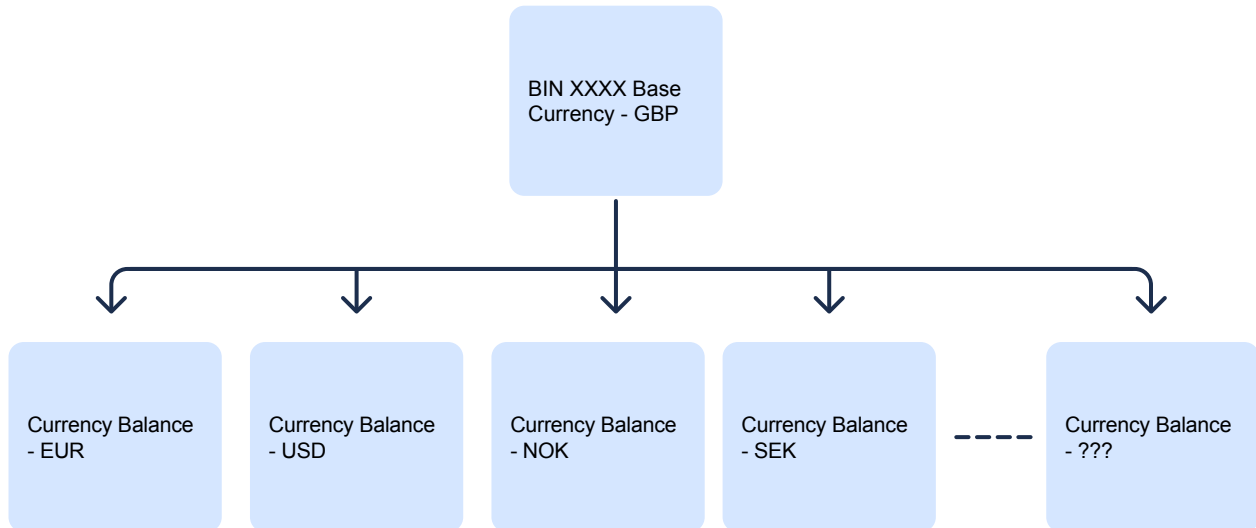 BIN XXXX Base
Currency - GBP
Currency Balance
- EUR
Currency Balance
- USD
Currency Balance
- NOK
Currency Balance
- SEK
Currency Balance
- ???